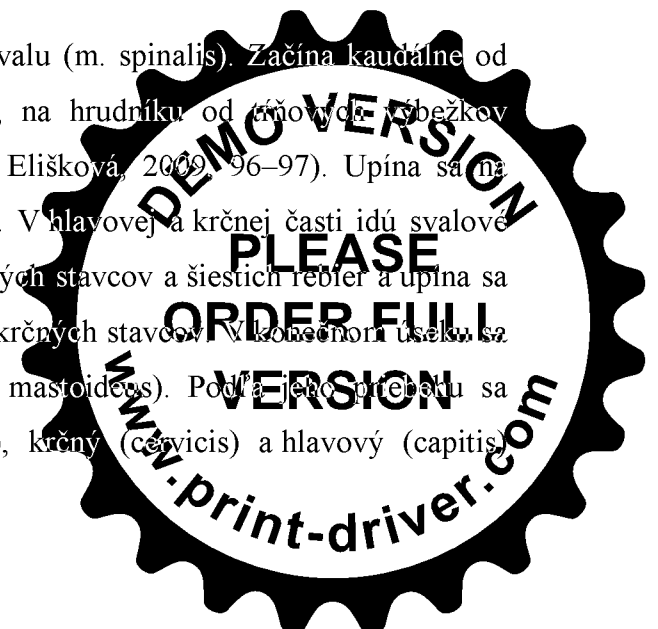 valu (m. spinalis). Začína kaudálne od
, na hrudníku od tŕňových výbežkov
Elišková, 2009, 96–97). Upína sa na
. V hlavovej a krčnej časti idú svalové
ých stavcov a šiestich rebier a upína sa
krčných stavcov. V konečnom úseku sa
mastoideus). Podľa jeho priebehu sa
, krčný (cervicis) a hlavový (capitis)
DEMO VERSION
PLEASE
ORDER FULL
VERSION
www.print-driver.com